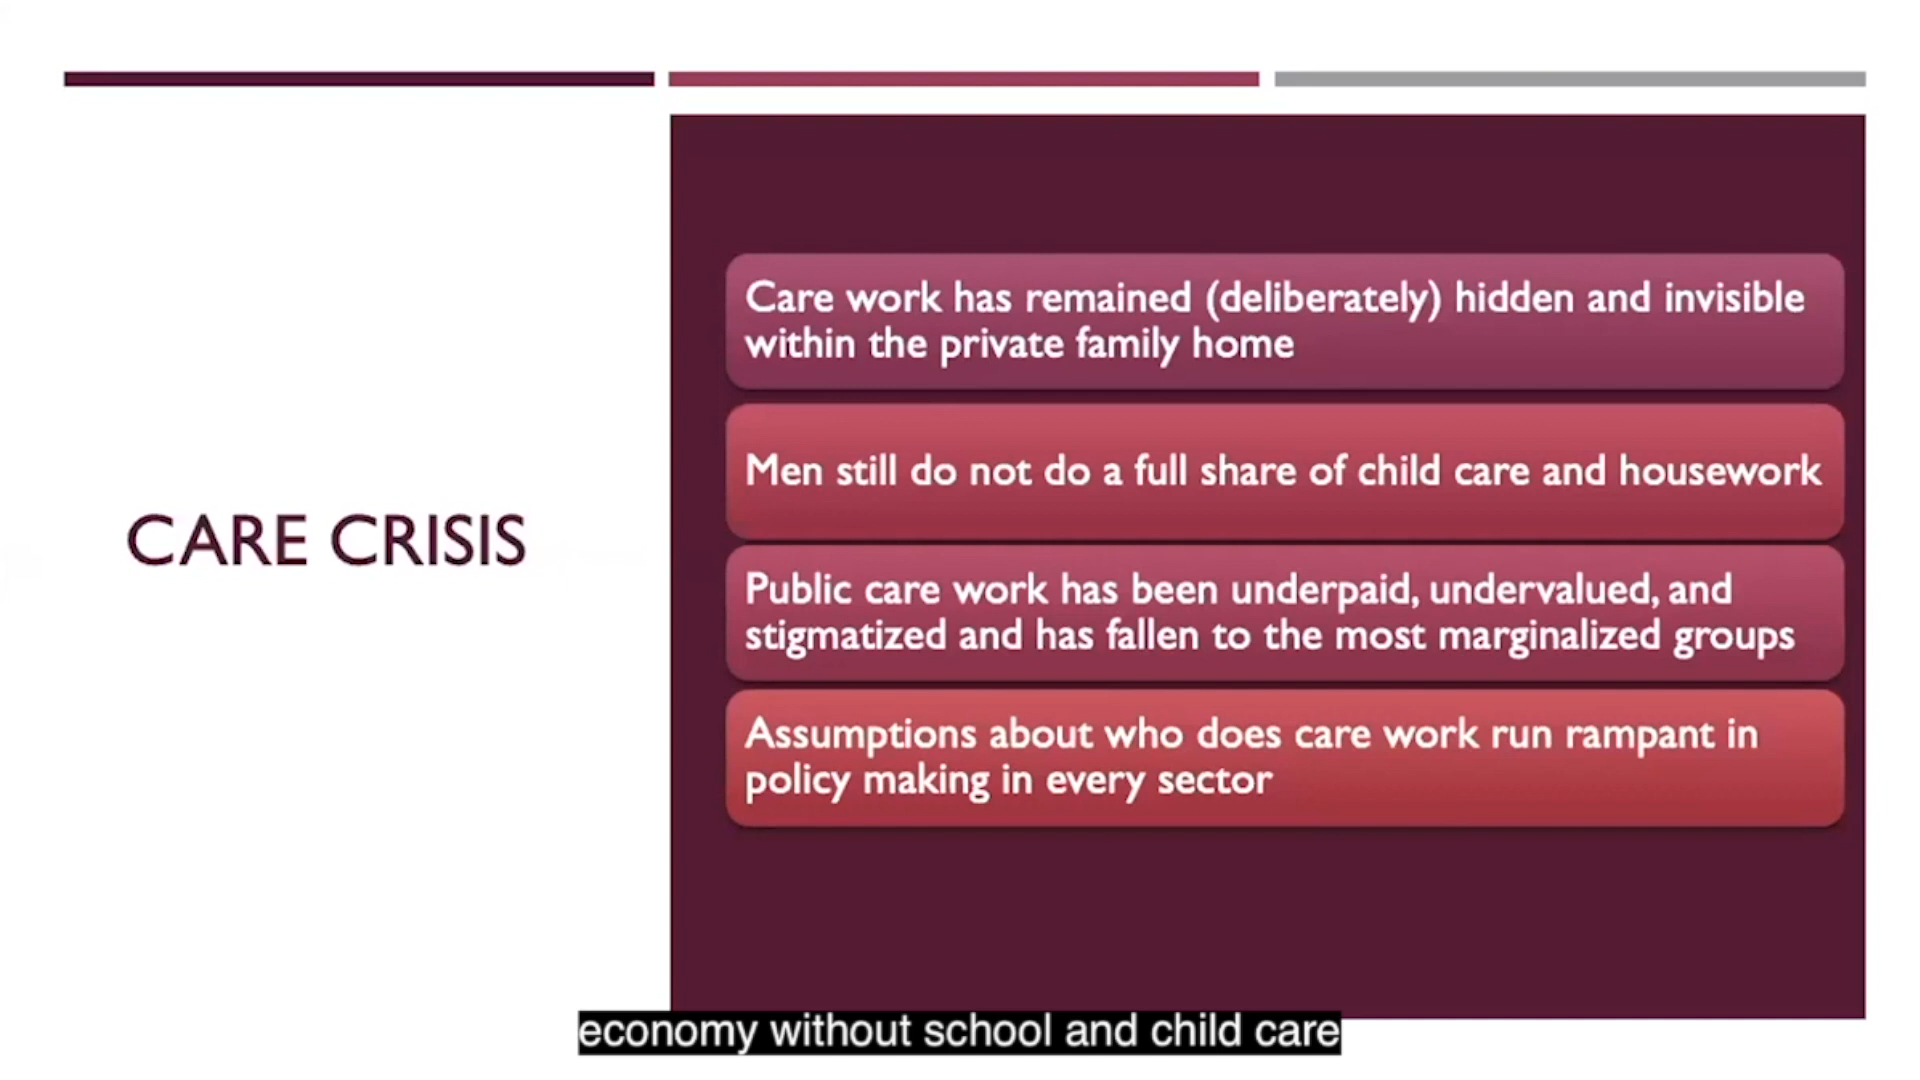 CARE CRISIS
Care work has remained (deliberately) hidden and invisible
within the private family home
Men still do not do a full share of child care and housework
Public care work has been underpaid, undervalued, and
stigmatized and has fallen to the most marginalized groups
Assumptions about who does care work run rampant in
policy making in every sector
economy without school and child care